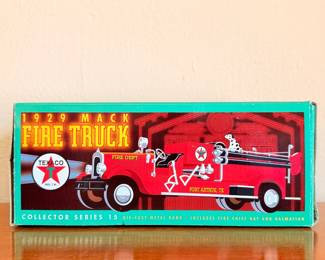 1929 MACK
FIRE TRUCK
TEXACO
FIRE DEPT
PORT ARTHUR, TX
COLLECTOR SERIES 15 DIE-CAST METAL BANK - INCLUDES FIRE CHIEF HAT AND DALMATIAN